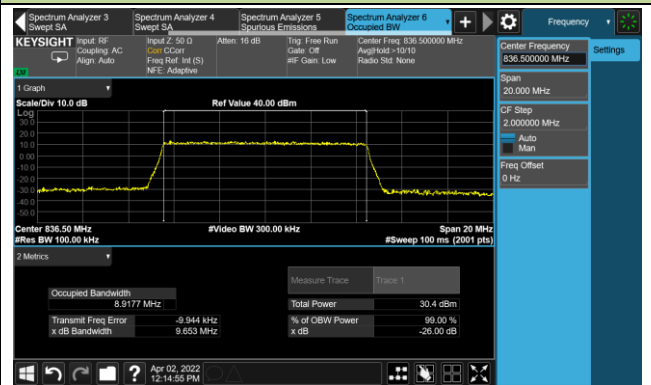 Spectrum Analyzer 3
Swept SA
Spectrum Analyzer 4
Swept SA
Spectrum Analyzer 5
Spurious Emissions
Spectrum Analyzer 6
Occupied BW
Frequency
KEYSIGHT
Input: RF
Coupling: AC
Align: Auto
Input Z: 50 Ω
Corr CCorr
Freq Ref: Int (S)
NFE: Adaptive
Atten: 16 dB
Trig: Free Run
Gate: Off
#IF Gain: Low
Center Freq: 836.500000 MHz
Avg|Hold:>10/10
Radio Std: None
Center Frequency
836.500000 MHz
Settings
Span
20.000 MHz
CF Step
2.000000 MHz
Auto
Man
Freq Offset
0 Hz
1 Graph
Scale/Div 10.0 dB
Ref Value 40.00 dBm
Log
30.0
20.0
10.0
0.00
-10.0
-20.0
-30.0
-40.0
-50.0
Center 836.50 MHz
#Video BW 300.00 kHz
Span 20 MHz
#Res BW 100.00 kHz
#Sweep 100 ms (2001 pts)
2 Metrics
Measure Trace
Trace 1
Occupied Bandwidth
8.9177 MHz
Total Power
30.4 dBm
Transmit Freq Error
-9.944 kHz
% of OBW Power
99.00 %
x dB Bandwidth
9.653 MHz
x dB
-26.00 dB
Apr 02, 2022
12:14:55 PM